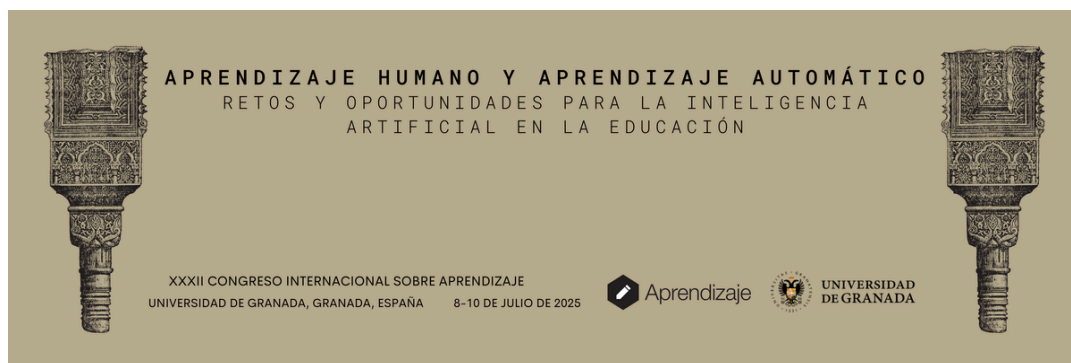 APRENDIZAJE HUMANO Y APRENDIZAJE AUTOMÁTICO
RETOS Y OPORTUNIDADES PARA LA INTELIGENCIA
ARTIFICIAL EN LA EDUCACIÓN
XXXII CONGRESO INTERNACIONAL SOBRE APRENDIZAJE
UNIVERSIDAD DE GRANADA, GRANADA, ESPAÑA 8-10 DE JULIO DE 2025
Aprendizaje
UNIVERSIDAD
DE GRANADA